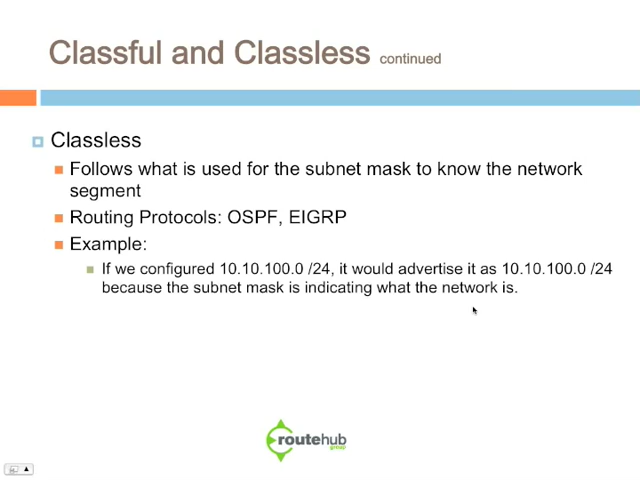 Classful and Classless continued
Classless
Follows what is used for the subnet mask to know the network
segment
Routing Protocols: OSPF, EIGRP
Example:
If we configured 10.10.100.0 /24, it would advertise it as 10.10.100.0 /24
because the subnet mask is indicating what the network is.
routehub
group